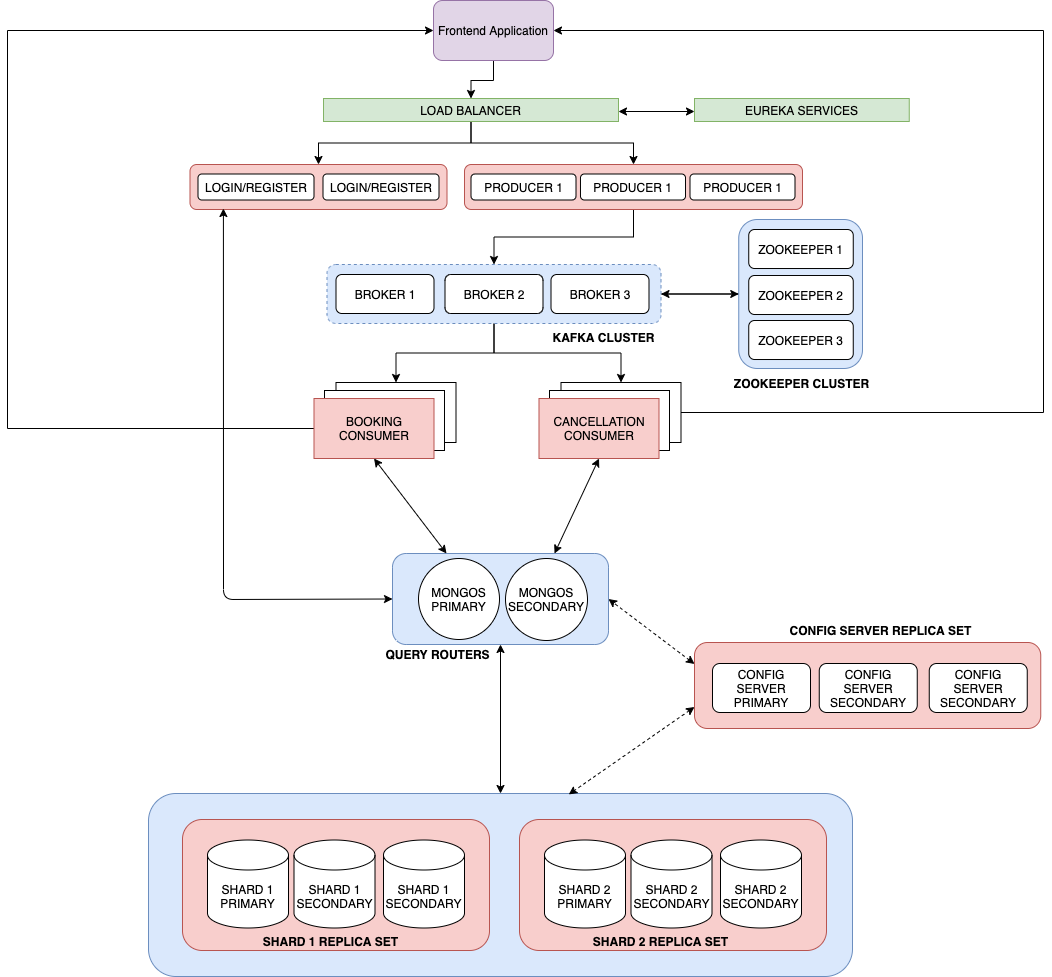 Frontend Application
LOAD BALANCER
EUREKA SERVICES
LOGIN/REGISTER
LOGIN/REGISTER
PRODUCER 1
PRODUCER 1
PRODUCER 1
ZOOKEEPER 1
ZOOKEEPER 2
ZOOKEEPER 3
BROKER 1
BROKER 2
BROKER 3
KAFKA CLUSTER
ZOOKEEPER CLUSTER
BOOKING
CONSUMER
CANCELLATION
CONSUMER
MONGOS
PRIMARY
MONGOS
SECONDARY
QUERY ROUTERS
CONFIG SERVER REPLICA SET
CONFIG
SERVER
PRIMARY
CONFIG
SERVER
SECONDARY
CONFIG
SERVER
SECONDARY
SHARD 1
PRIMARY
SHARD 1
SECONDARY
SHARD 1
SECONDARY
SHARD 1 REPLICA SET
SHARD 2
PRIMARY
SHARD 2
SECONDARY
SHARD 2
SECONDARY
SHARD 2 REPLICA SET